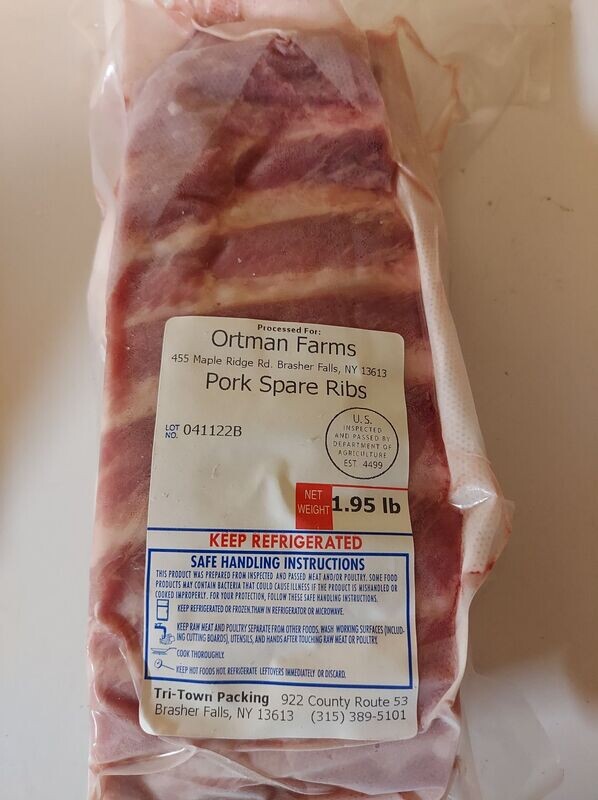 Processed For:
Ortman Farms
455 Maple Ridge Rd. Brasher Falls, NY 13613
Pork Spare Ribs
LOT NO. 041122B
U.S.
INSPECTED
AND PASSED BY
DEPARTMENT OF
AGRICULTURE
EST. 4499
NET WEIGHT 1.95 lb
KEEP REFRIGERATED
SAFE HANDLING INSTRUCTIONS
THIS PRODUCT WAS PREPARED FROM INSPECTED AND PASSED MEAT AND/OR POULTRY. SOME FOOD
PRODUCTS MAY CONTAIN BACTERIA THAT COULD CAUSE ILLNESS IF THE PRODUCT IS MISHANDLED OR
COOKED IMPROPERLY. FOR YOUR PROTECTION, FOLLOW THESE SAFE HANDLING INSTRUCTIONS.
KEEP REFRIGERATED OR FROZEN. THAW IN REFRIGERATOR OR MICROWAVE.
KEEP RAW MEAT AND POULTRY SEPARATE FROM OTHER FOODS. WASH WORKING SURFACES (INCLUD-
ING CUTTING BOARDS), UTENSILS, AND HANDS AFTER TOUCHING RAW MEAT OR POULTRY.
COOK THOROUGHLY.
KEEP HOT FOODS HOT. REFRIGERATE LEFTOVERS IMMEDIATELY OR DISCARD.
Tri-Town Packing 922 County Route 53
Brasher Falls, NY 13613 (315) 389-5101